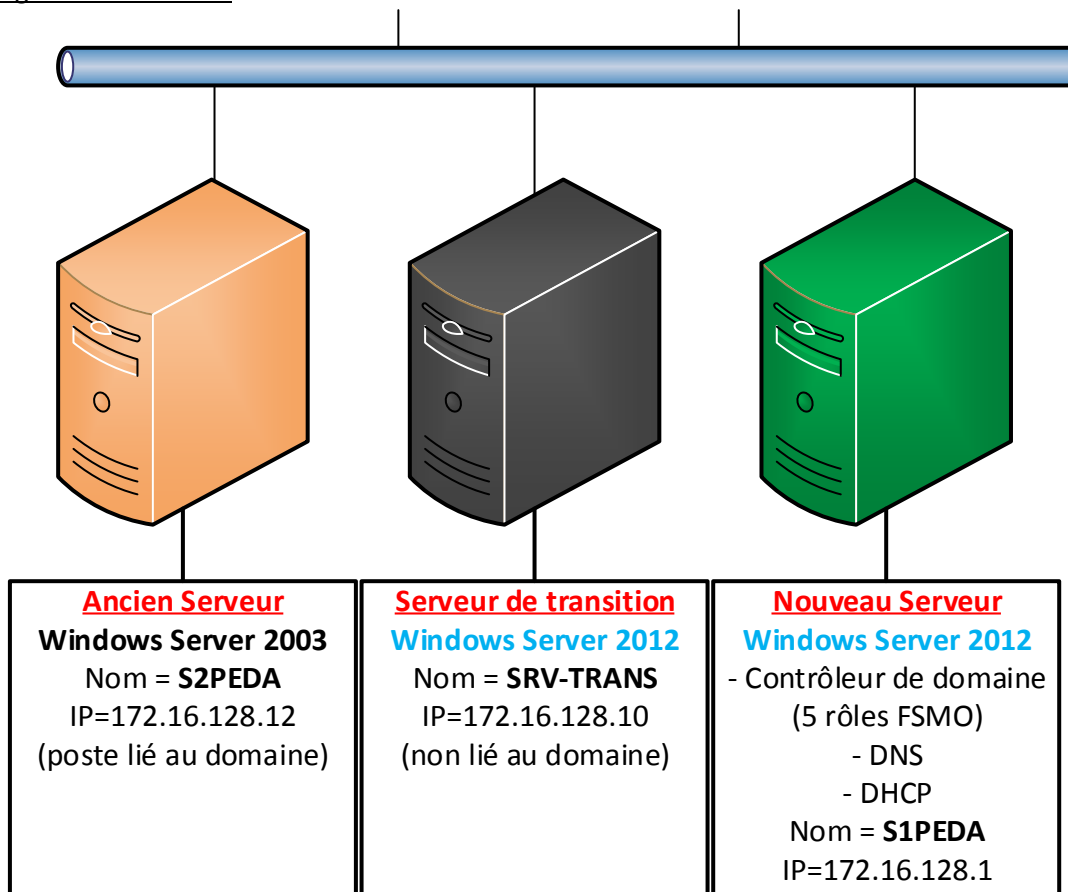 Ancien Serveur
Windows Server 2003
Nom = S2PEDA
IP=172.16.128.12
(poste lié au domaine)
Serveur de transition
Windows Server 2012
Nom = SRV-TRANS
IP=172.16.128.10
(non lié au domaine)
Nouveau Serveur
Windows Server 2012
- Contrôleur de domaine
(5 rôles FSMO)
- DNS
- DHCP
Nom = S1PEDA
IP=172.16.128.1